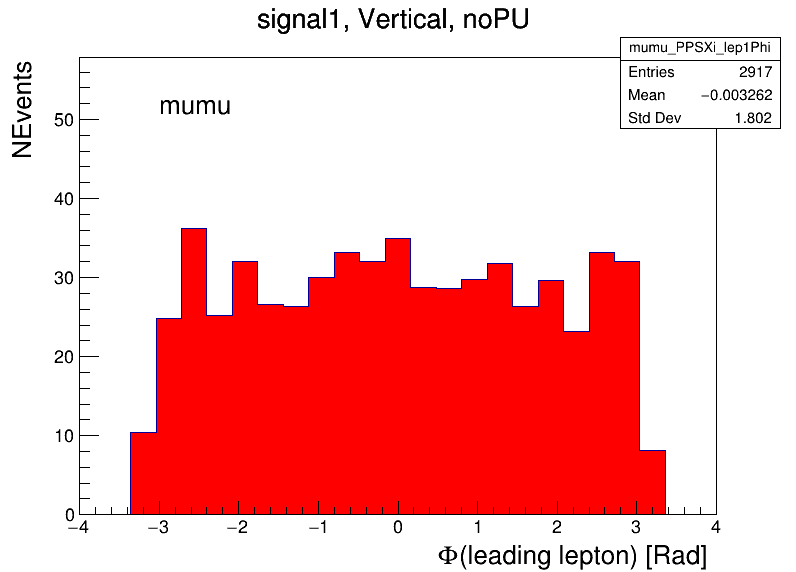 signal1, Vertical, noPU
mumu_PPSXi_lep1Phi
Entries 2917
Mean −0.003262
Std Dev 1.802
NEvents
mumu
50
40
30
20
10
0
−4 −3 −2 −1 0 1 2 3 4
Φ(leading lepton) [Rad]